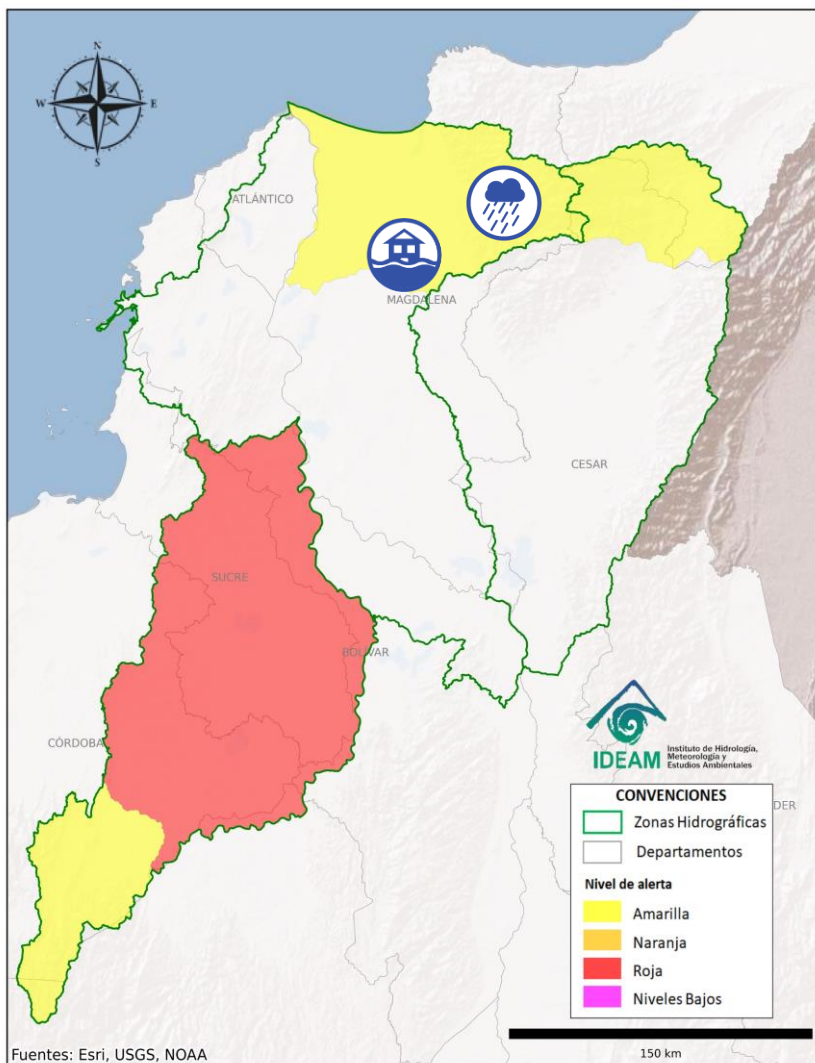 N
W
E
S
ATLÁNTICO
MAGDALENA
CESAR
SUCRE
BOLÍVAR
CÓRDOBA
IDEAM
Instituto de Hidrología,
Meteorología y
Estudios Ambientales
CONVENCIONES
Zonas Hidrográficas
DER
Departamentos
Nivel de alerta
Amarilla
Naranja
Roja
Niveles Bajos
150 km
Fuentes: Esri, USGS, NOAA